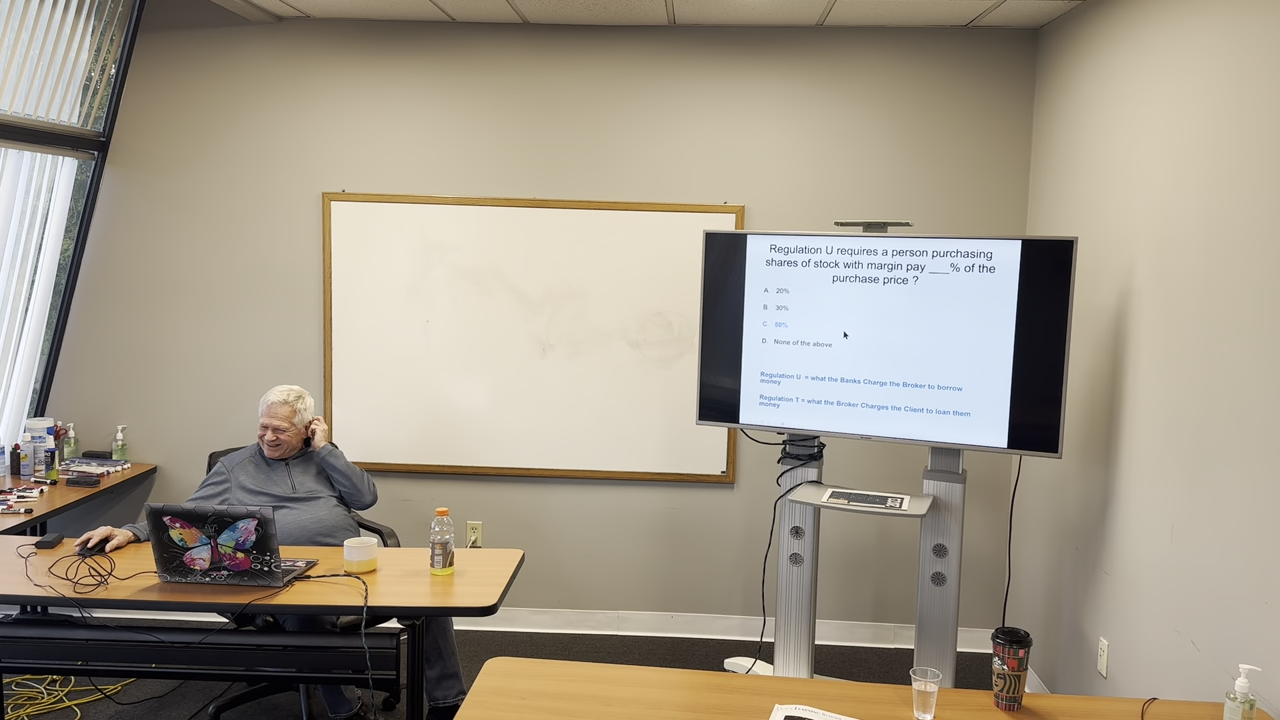 Regulation U requires a person purchasing
shares of stock with margin pay ___% of the
purchase price ?
A. 20%
B. 30%
C. 50%
D. None of the above
Regulation U = what the Banks Charge the Broker to borrow
money
Regulation T = what the Broker Charges the Client to loan them
money